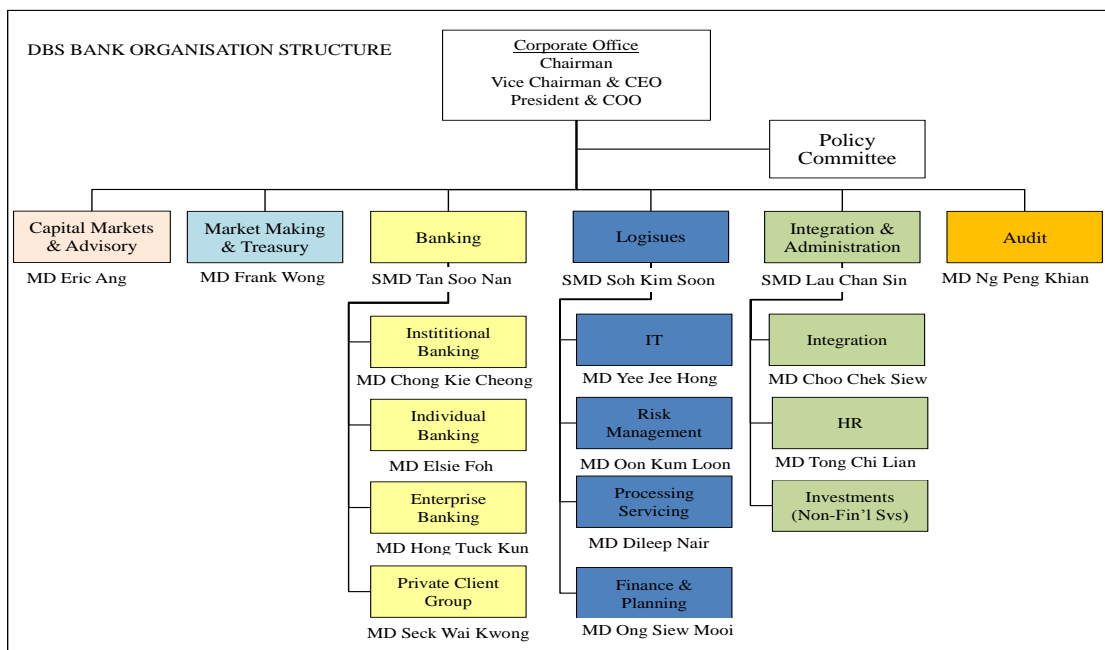 DBS BANK ORGANISATION STRUCTURE
Corporate Office
Chairman
Vice Chairman & CEO
President & COO
Policy
Committee
Capital Markets
& Advisory
MD Eric Ang
Market Making
& Treasury
MD Frank Wong
Banking
SMD Tan Soo Nan
Instititional
Banking
MD Chong Kie Cheong
Individual
Banking
MD Elsie Foh
Enterprise
Banking
MD Hong Tuck Kun
Private Client
Group
MD Seck Wai Kwong
Logisues
SMD Soh Kim Soon
IT
MD Yee Jee Hong
Risk
Management
MD Oon Kum Loon
Processing
Servicing
MD Dileep Nair
Finance &
Planning
MD Ong Siew Mooi
Integration &
Administration
SMD Lau Chan Sin
Integration
MD Choo Chek Siew
HR
MD Tong Chi Lian
Investments
(Non-Fin'l Svs)
Audit
MD Ng Peng Khian